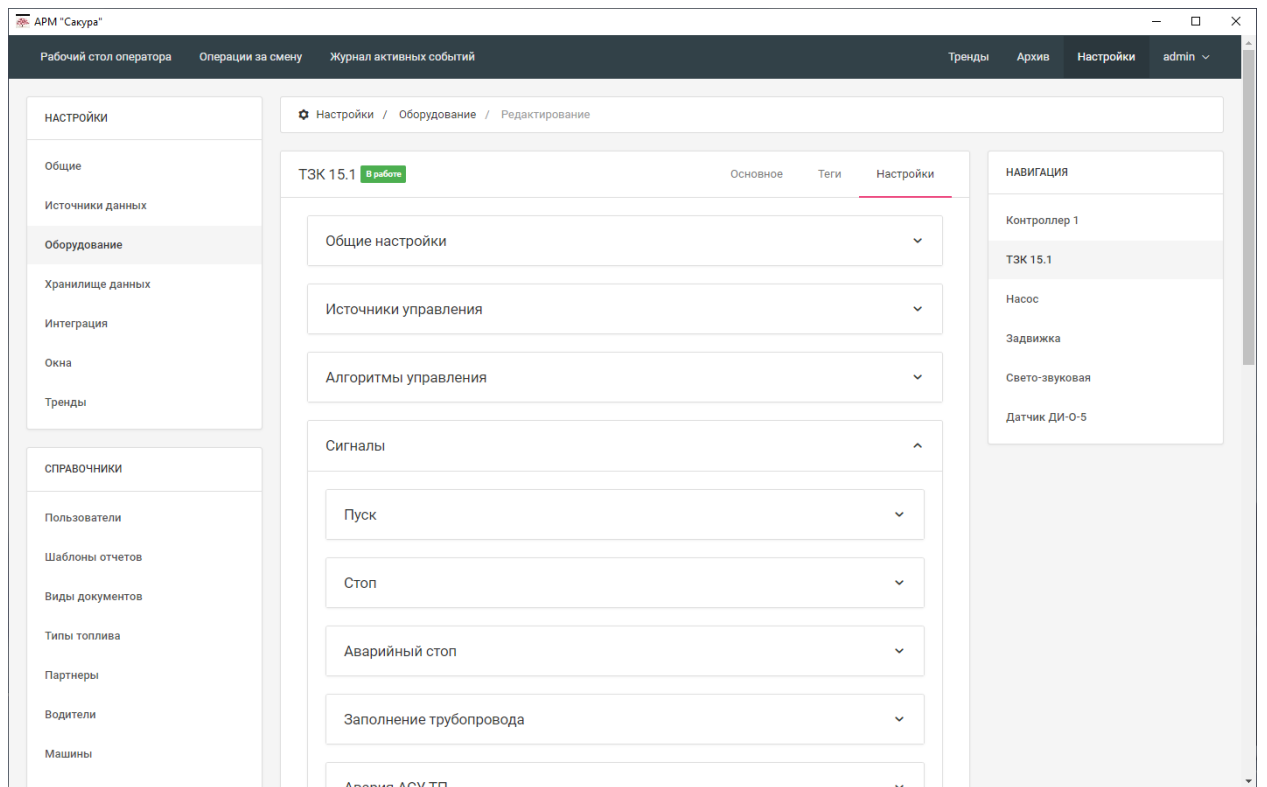 АРМ "Сакура"
Рабочий стол оператора Операции за смену Журнал активных событий Тренды Архив Настройки admin
НАСТРОЙКИ
Общие
Источники данных
Оборудование
Хранилище данных
Интеграция
Окна
Тренды
СПРАВОЧНИКИ
Пользователи
Шаблоны отчетов
Виды документов
Типы топлива
Партнеры
Водители
Машины
Настройки / Оборудование / Редактирование
ТЗК 15.1 В работе Основное Теги Настройки
Общие настройки
Источники управления
Алгоритмы управления
Сигналы
Пуск
Стоп
Аварийный стоп
Заполнение трубопровода
Авария АСУ ТП
НАВИГАЦИЯ
Контроллер 1
ТЗК 15.1
Насос
Задвижка
Свето-звуковая
Датчик ДИ-О-5